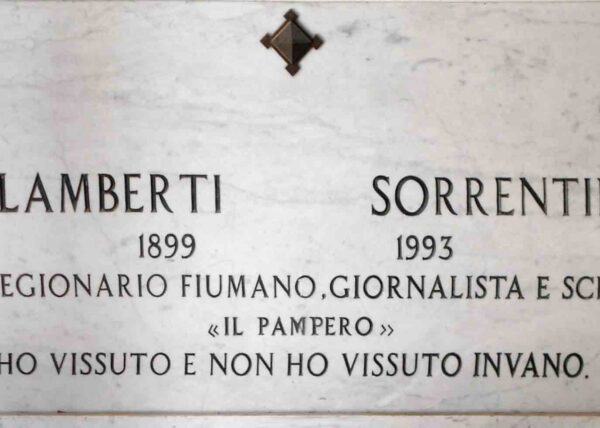 LAMBERTI SORRENTI
1899 1993
EGIONARIO FIUMANO, GIORNALISTA E SC
«IL PAMPERO»
HO VISSUTO E NON HO VISSUTO INVANO.